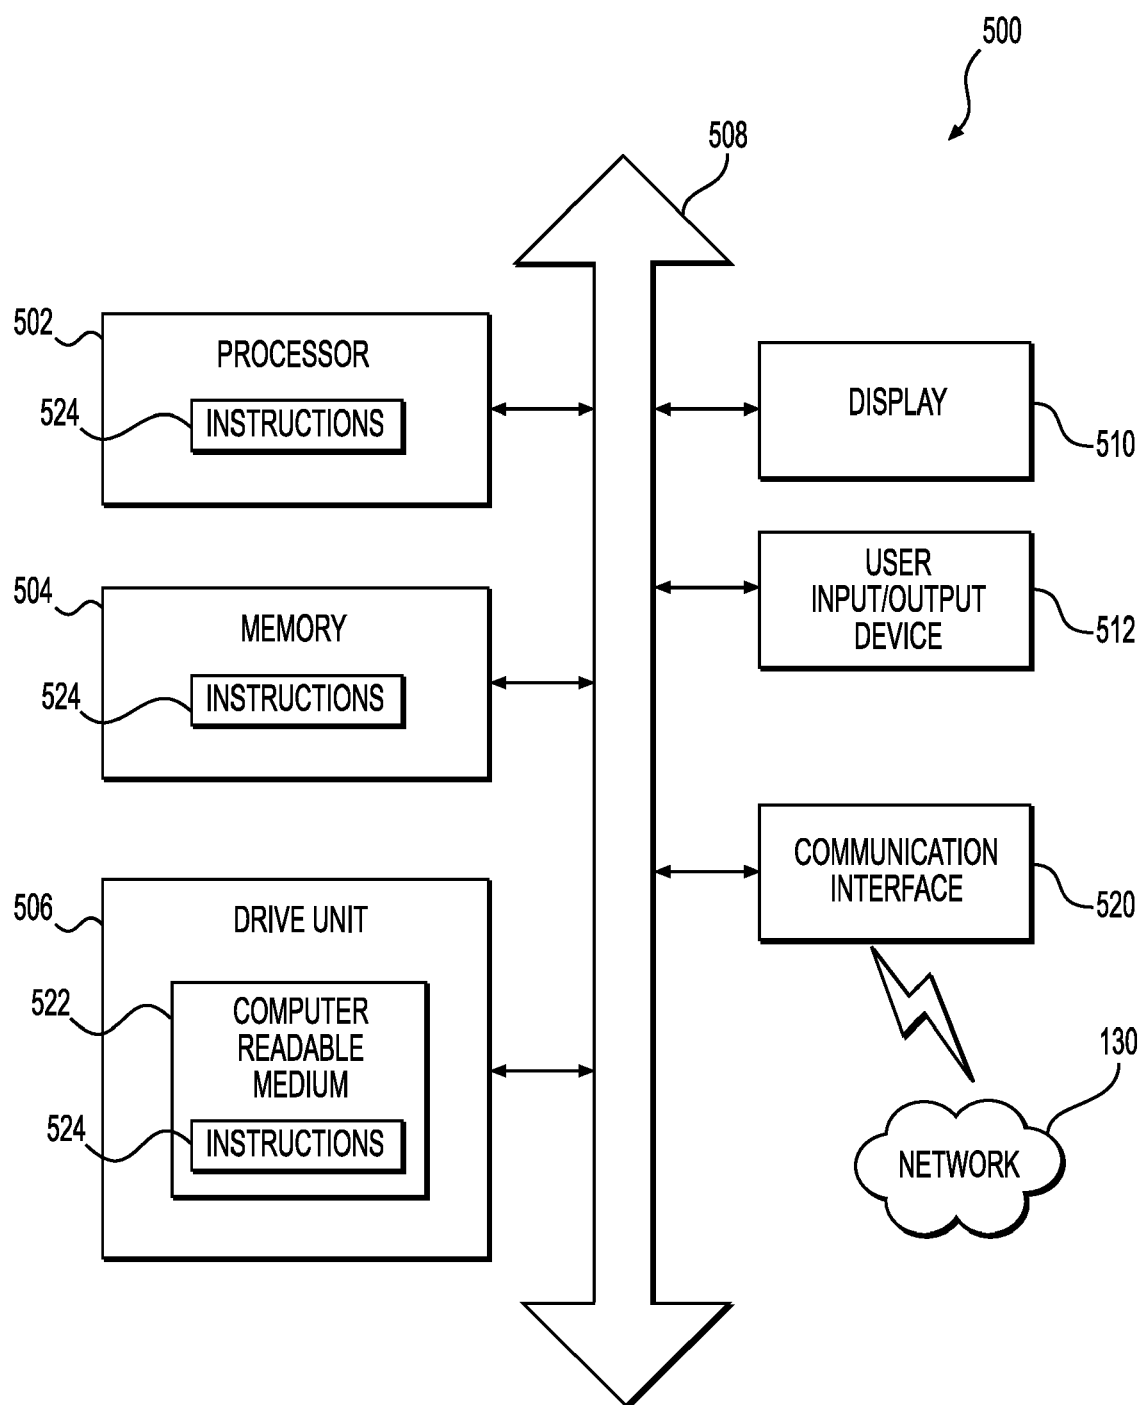 500
508
502
PROCESSOR
524
INSTRUCTIONS
DISPLAY
510
504
MEMORY
524
INSTRUCTIONS
USER
INPUT/OUTPUT
DEVICE
512
506
DRIVE UNIT
522
COMPUTER
READABLE
MEDIUM
524
INSTRUCTIONS
COMMUNICATION
INTERFACE
520
130
NETWORK